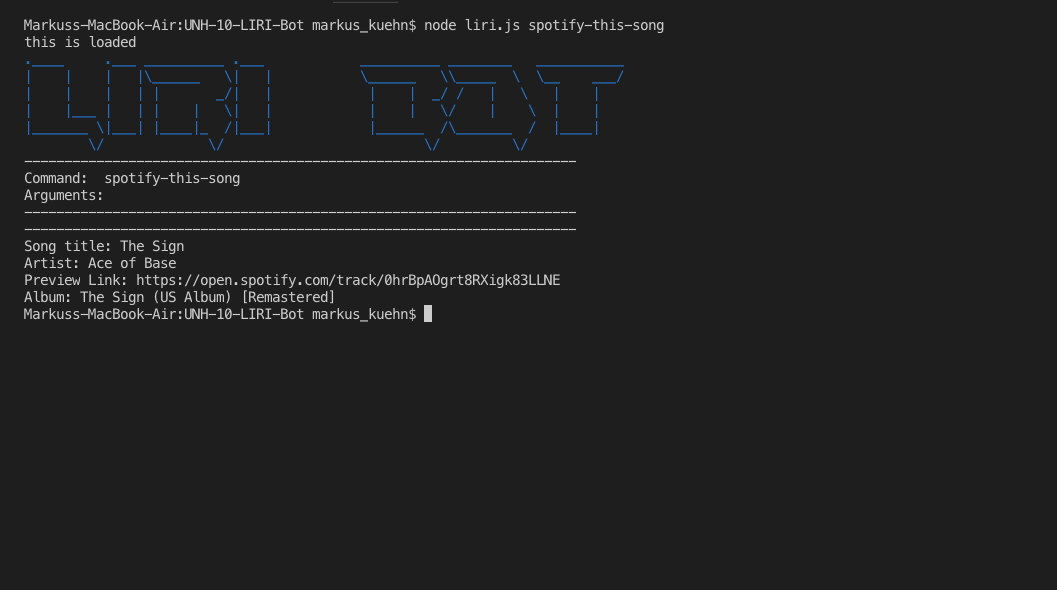 Markuss-MacBook-Air:UNH-10-LIRI-Bot markus_kuehn$ node liri.js spotify-this-song
this is loaded
LIRI BOT
Command:  spotify-this-song
Arguments:
Song title: The Sign
Artist: Ace of Base
Preview Link: https://open.spotify.com/track/0hrBpAOgrt8RXigk83LLNE
Album: The Sign (US Album) [Remastered]
Markuss-MacBook-Air:UNH-10-LIRI-Bot markus_kuehn$